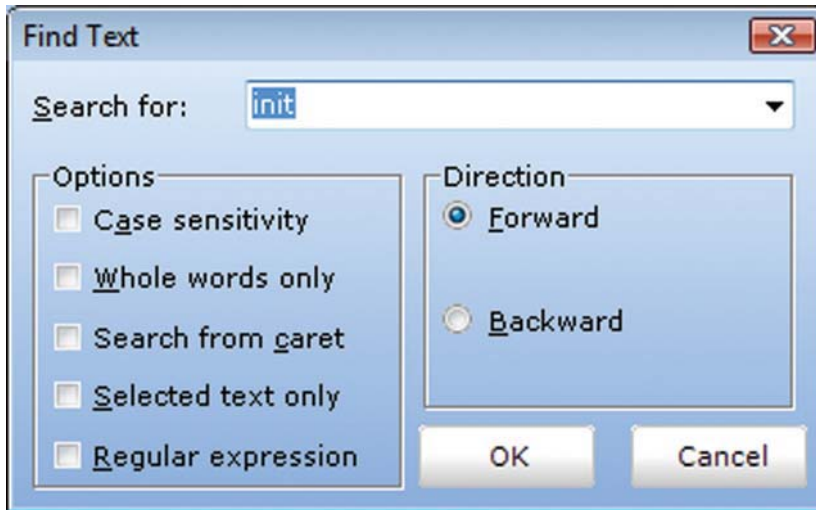 Find Text
Search for: init
Options
Case sensitivity
Whole words only
Search from caret
Selected text only
Regular expression
Direction
Forward
Backward
OK Cancel